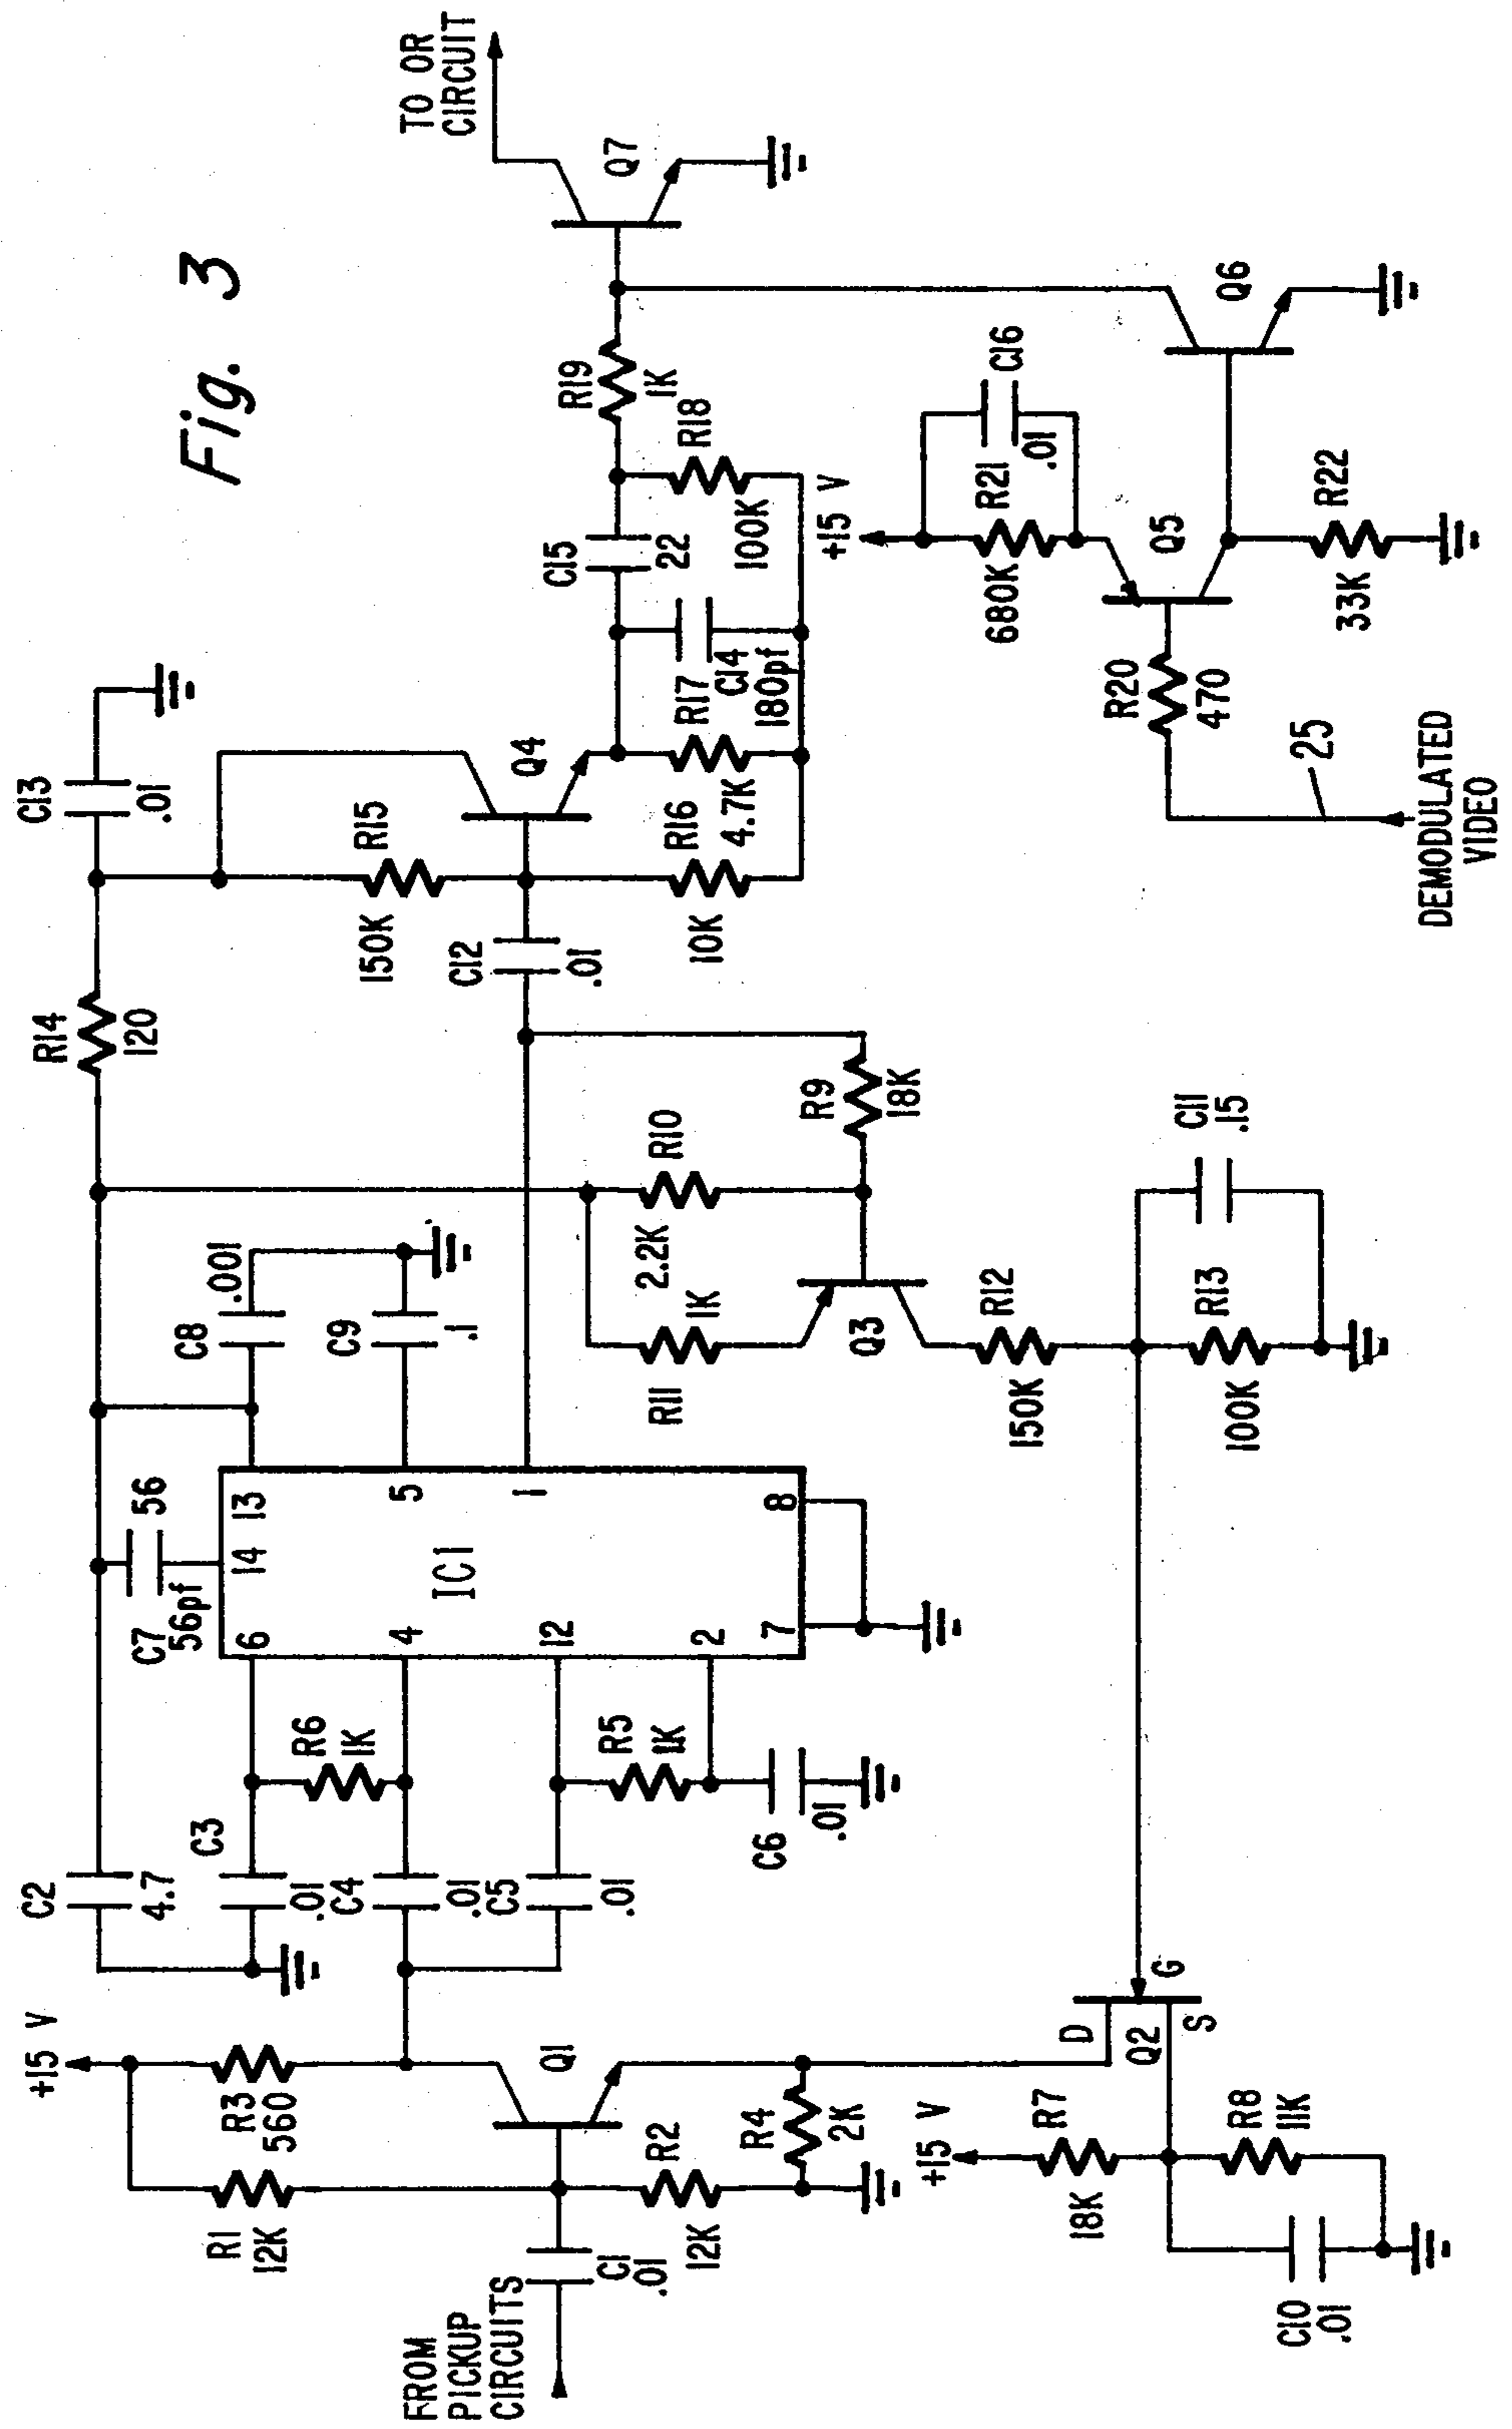 Fig. 3
+15 V
R1
12K
R3
560
C2
4.7
C3
.01
C4
.01
C5
.01
C7
56pf
56
R6
1K
R5
1K
C6
.01
6
14
13
4
5
12
1
2
7
8
IC1
C8
.001
C9
.1
R14
120
C13
.01
FROM
PICKUP
CIRCUITS
C1
.01
Q1
R2
12K
R4
2K
R11
1K
R10
2.2K
R9
18K
Q3
R12
150K
R13
100K
C11
.15
C12
.01
R15
150K
Q4
R16
10K
R17
4.7K
C14
180pf
C15
22
R18
100K
R19
1K
Q7
TO OR
CIRCUIT
+15 V
R7
18K
R8
11K
C10
.01
D
Q2
G
S
+15 V
680K
R21
C16
.01
R20
470
Q5
Q6
33K
R22
25
DEMODULATED
VIDEO